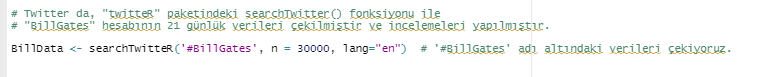 # Twitter da, "twitteR" paketindeki searchTwitter() fonksiyonu ile
# "BillGates" hesabının 21 günlük verileri çekilmiştir ve incelemeleri yapılmıştır.
BillData <- searchTwitteR('#BillGates', n = 30000, lang="en")  # '#BillGates' adı altındaki verileri çekiyoruz.